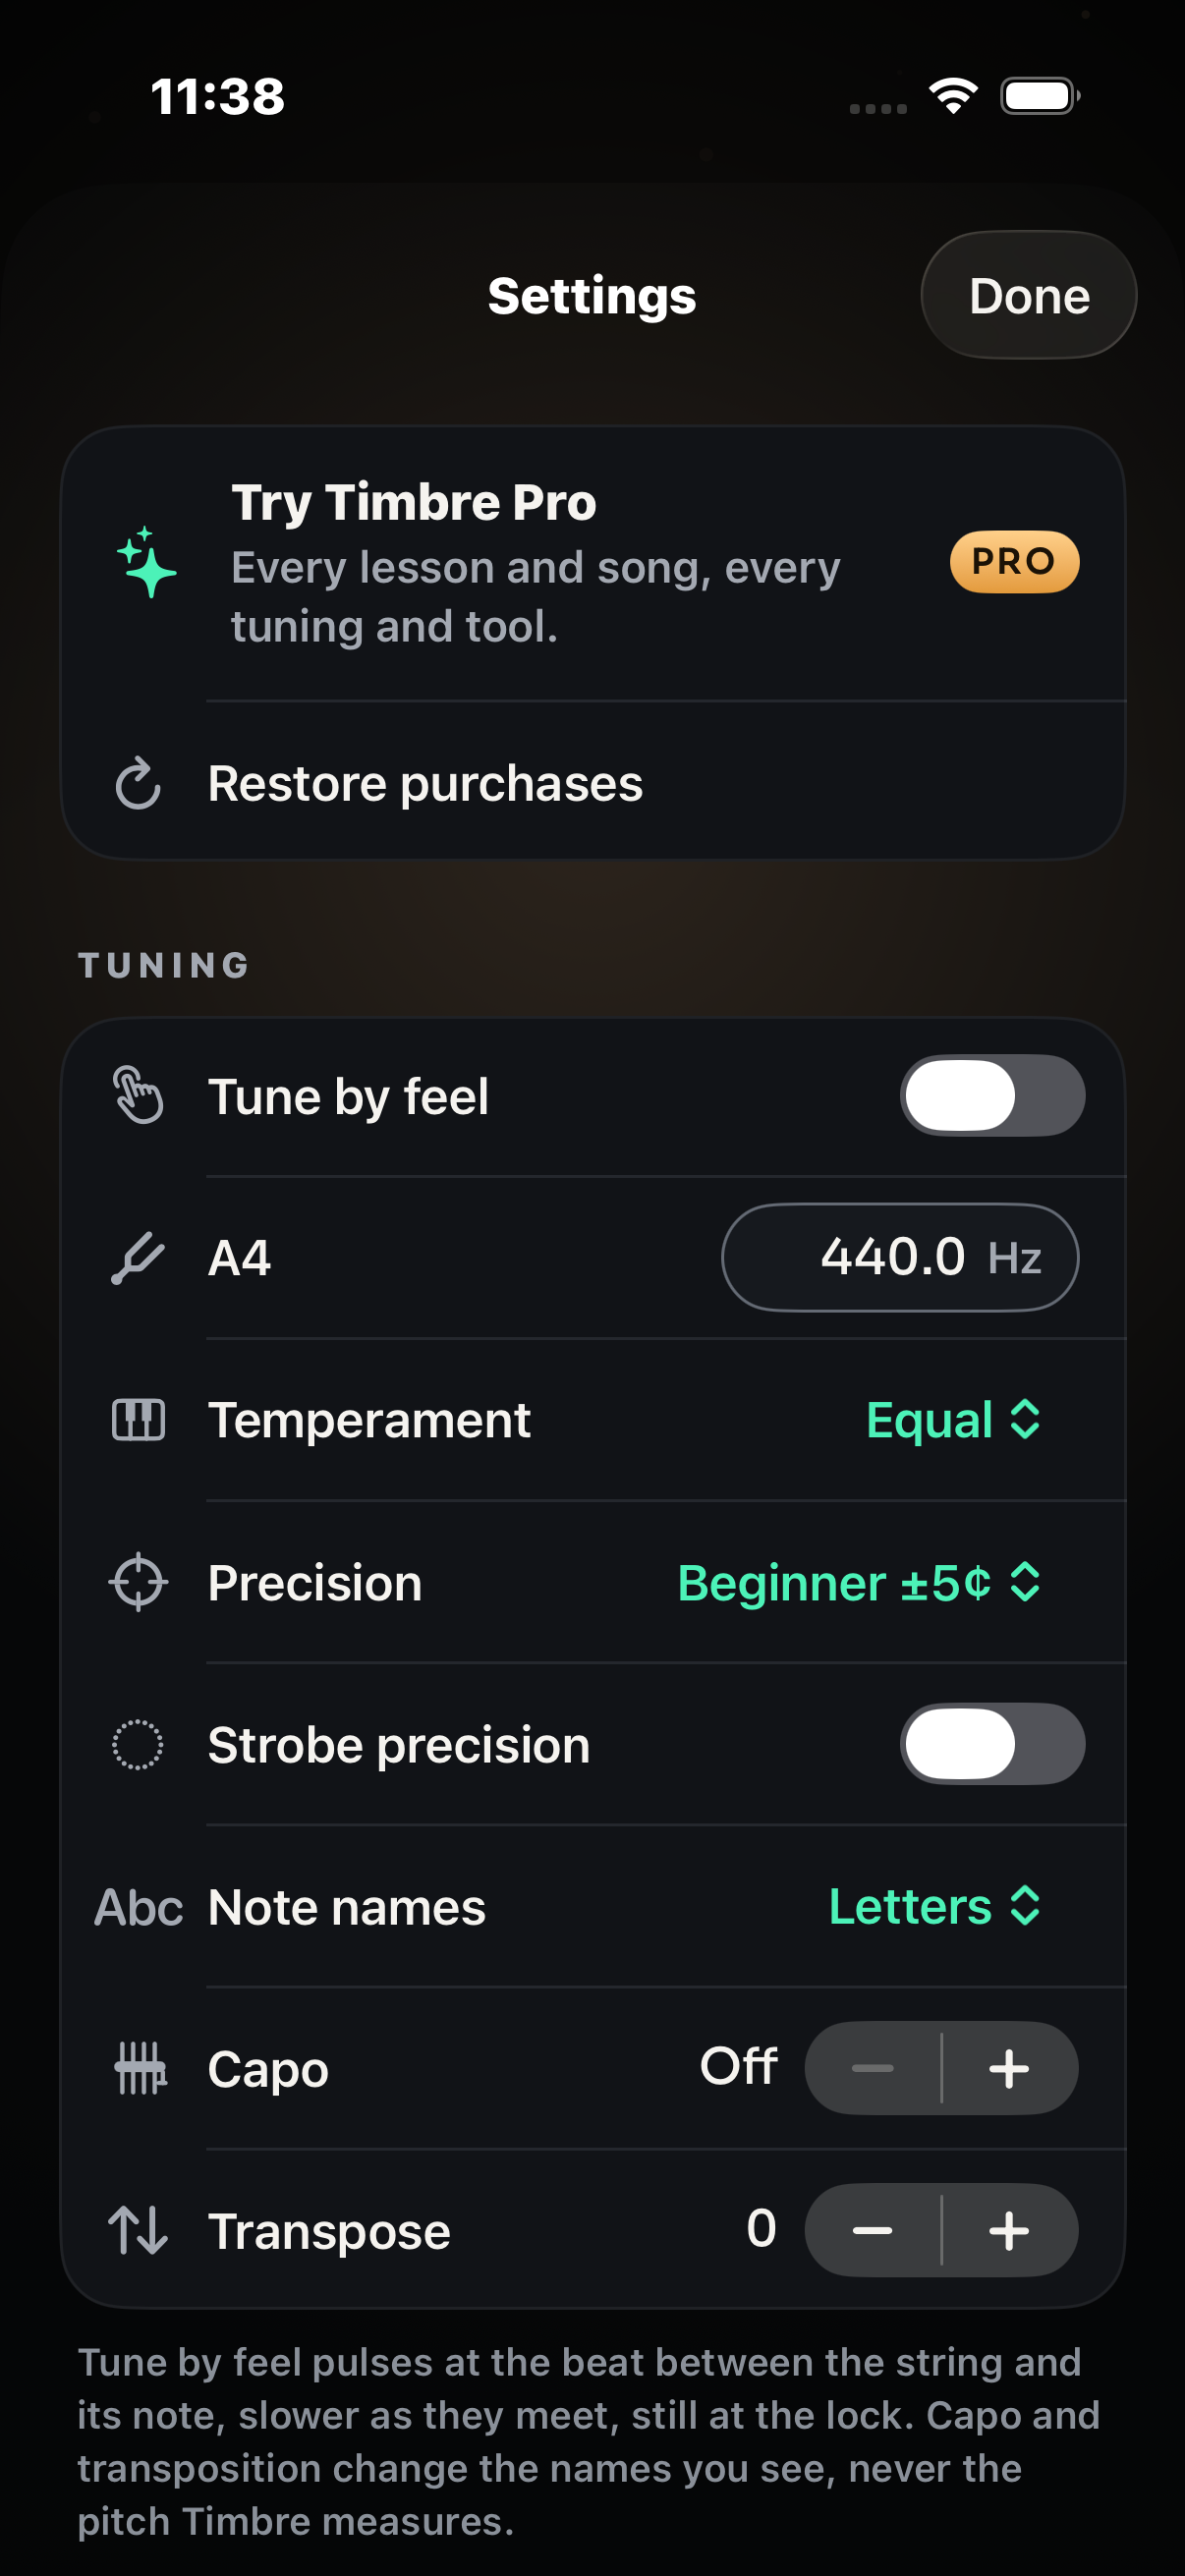 11:38
Settings
Done
Try Timbre Pro
Every lesson and song, every
tuning and tool.
PRO
Restore purchases
TUNING
Tune by feel
A4 440.0 Hz
Temperament Equal
Precision Beginner ±5¢
Strobe precision
Abc Note names Letters
Capo Off
Transpose 0
Tune by feel pulses at the beat between the string and
its note, slower as they meet, still at the lock. Capo and
transposition change the names you see, never the
pitch Timbre measures.